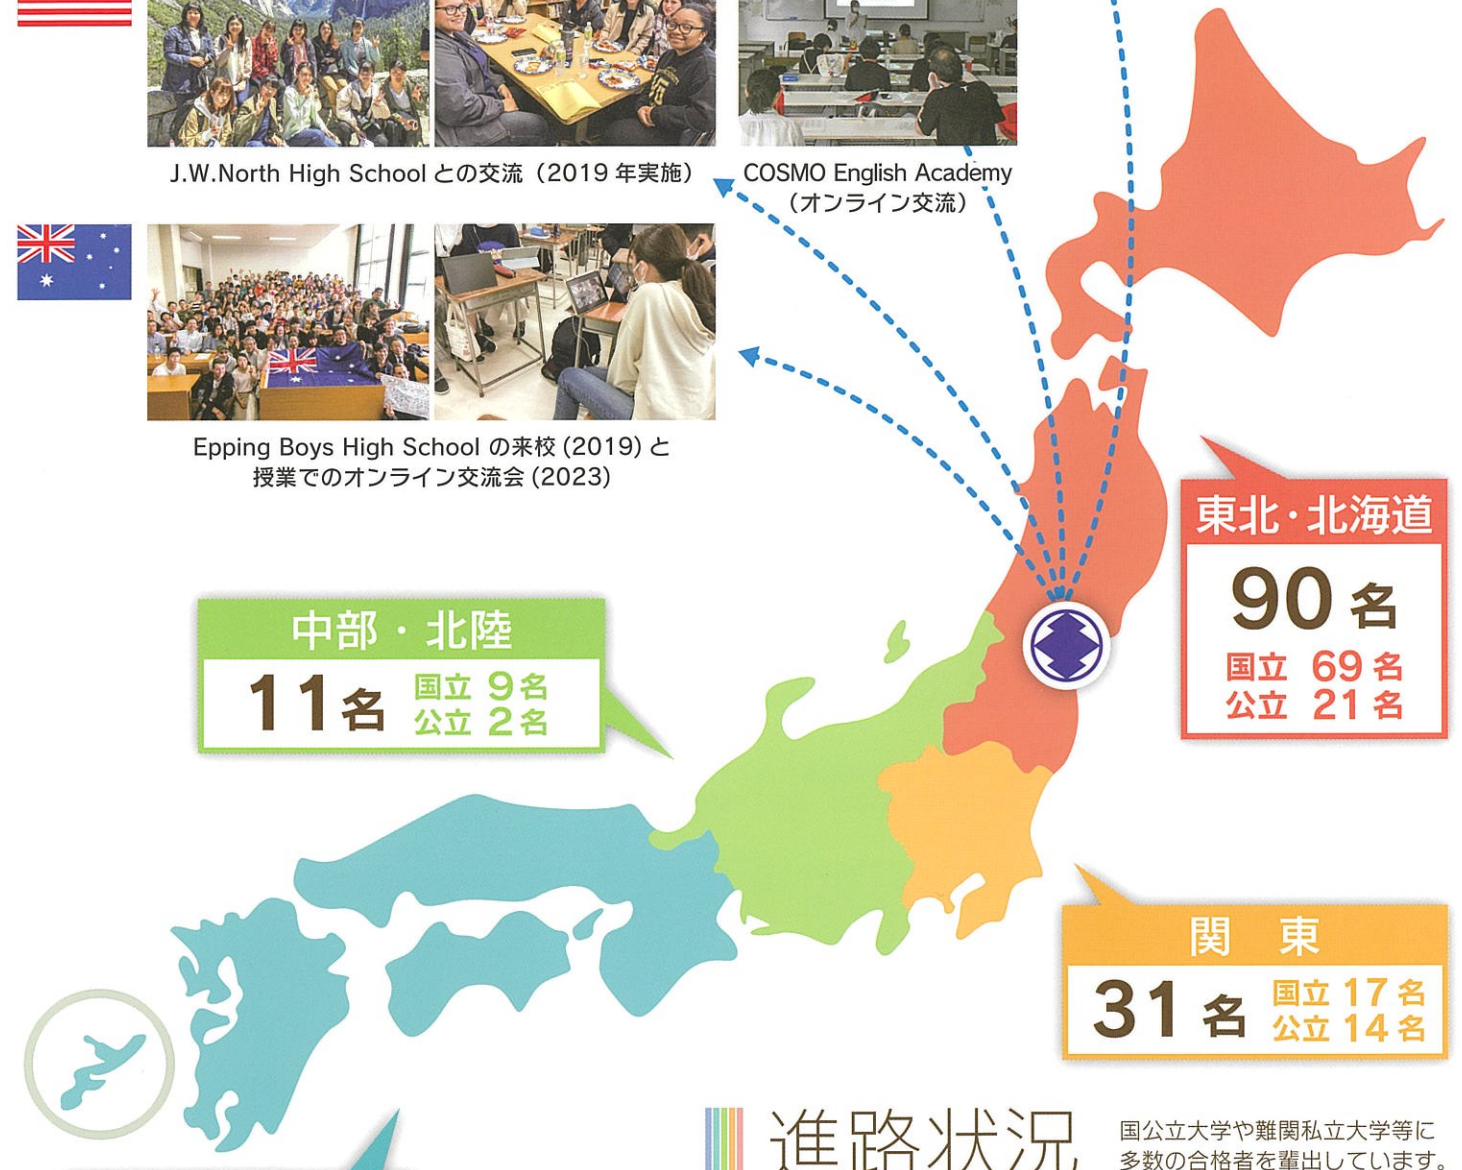 J.W.North High School との交流（2019 年実施）
COSMO English Academy
（オンライン交流）
Epping Boys High School の来校 (2019) と
授業でのオンライン交流会 (2023)
東北・北海道
90 名
国立 69 名
公立 21 名
中部・北陸
11名
国立 9名
公立 2名
関 東
31 名
国立 17 名
公立 14 名
進路状況
国公立大学や難関私立大学等に
多数の合格者を輩出しています。